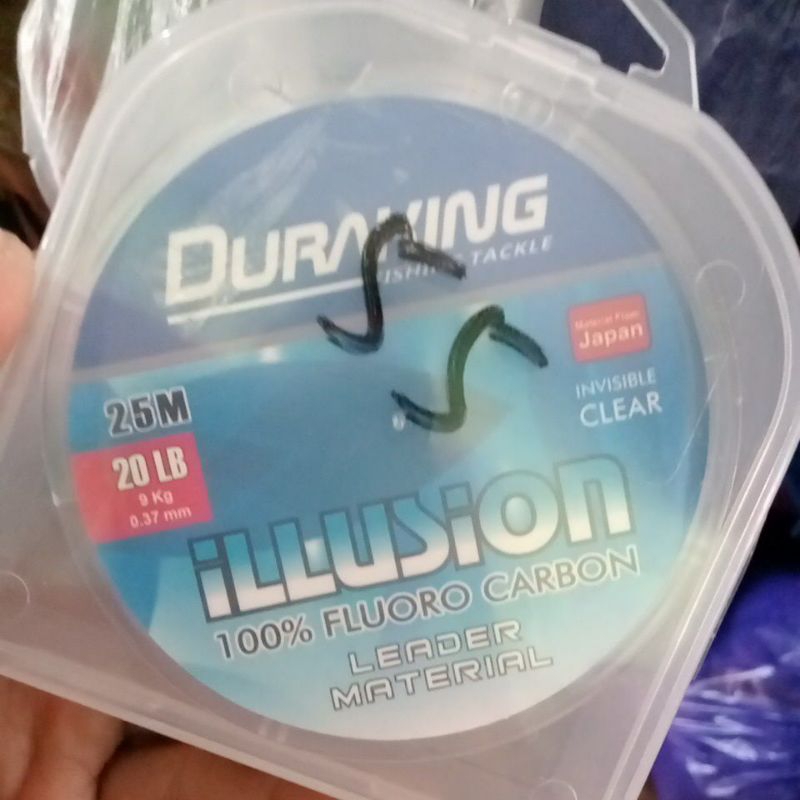 DURAKING
FISHING TACKLE
Material From
Japan
25M
INVISIBLE
CLEAR
20 LB
9 Kg
0.37 mm
iLLUSiOn
100% FLUORO CARBON
LEADER
MATERIAL